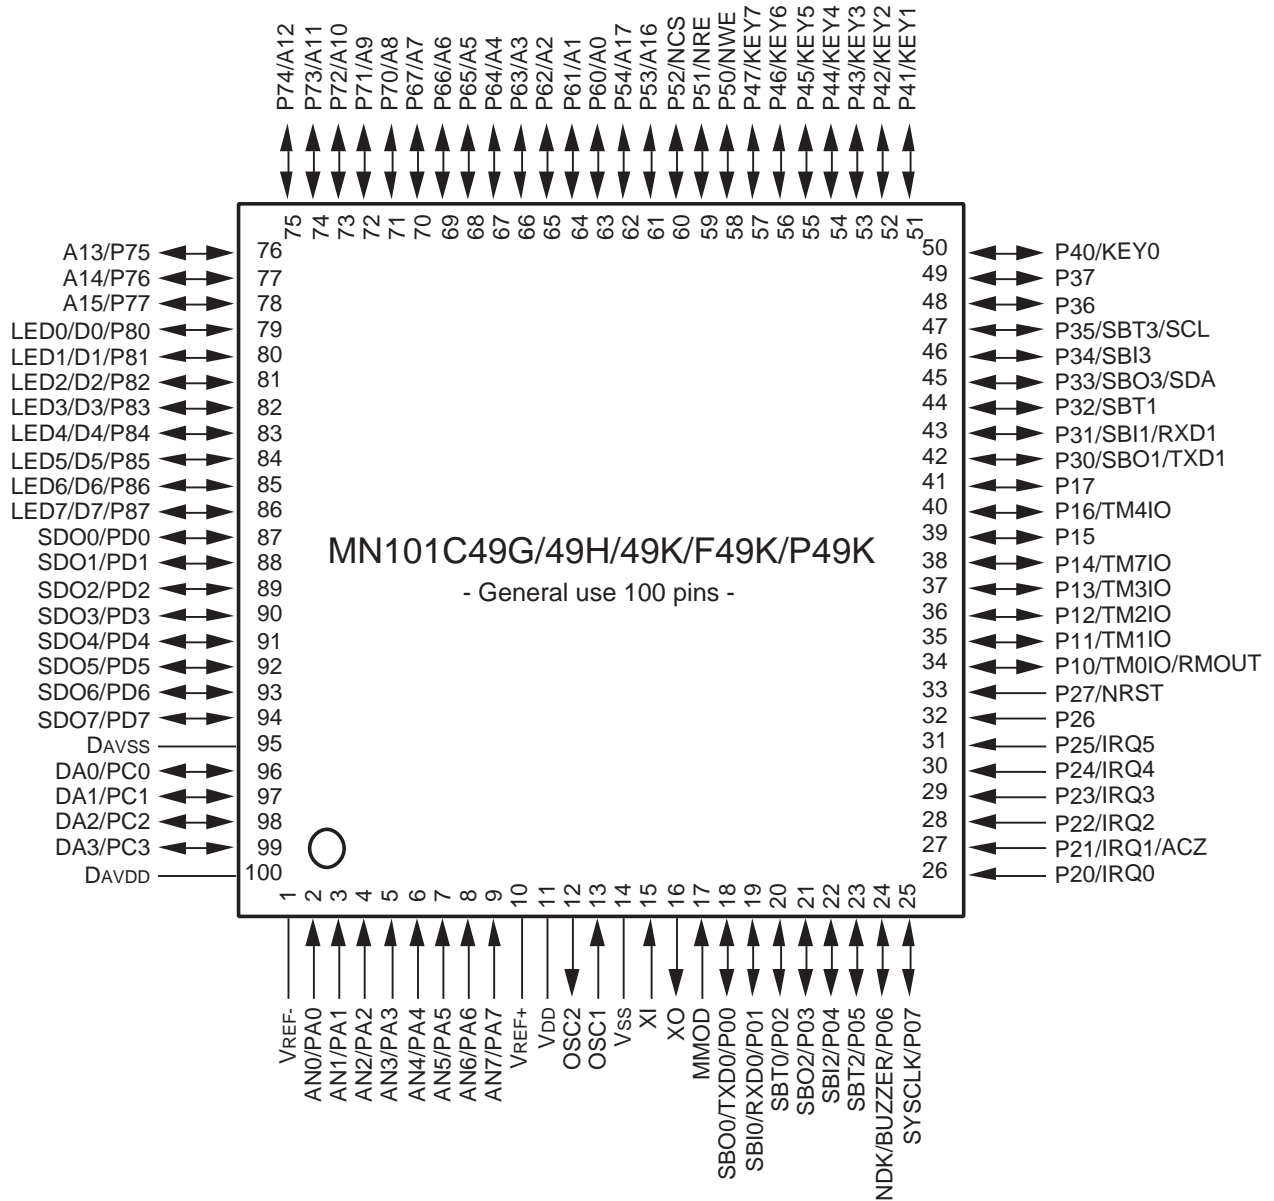 P74/A12
P73/A11
P72/A10
P71/A9
P70/A8
P67/A7
P66/A6
P65/A5
P64/A4
P63/A3
P62/A2
P61/A1
P60/A0
P54/A17
P53/A16
P52/NCS
P51/NRE
P50/NWE
P47/KEY7
P46/KEY6
P45/KEY5
P44/KEY4
P43/KEY3
P42/KEY2
P41/KEY1
75 74 73 72 71 70 69 68 67 66 65 64 63 62 61 60 59 58 57 56 55 54 53 52 51
A13/P75 76
A14/P76 77
A15/P77 78
LED0/D0/P80 79
LED1/D1/P81 80
LED2/D2/P82 81
LED3/D3/P83 82
LED4/D4/P84 83
LED5/D5/P85 84
LED6/D6/P86 85
LED7/D7/P87 86
SDO0/PD0 87
SDO1/PD1 88
SDO2/PD2 89
SDO3/PD3 90
SDO4/PD4 91
SDO5/PD5 92
SDO6/PD6 93
SDO7/PD7 94
DAVSS 95
DA0/PC0 96
DA1/PC1 97
DA2/PC2 98
DA3/PC3 99
DAVDD 100
MN101C49G/49H/49K/F49K/P49K
- General use 100 pins -
50 P40/KEY0
49 P37
48 P36
47 P35/SBT3/SCL
46 P34/SBI3
45 P33/SBO3/SDA
44 P32/SBT1
43 P31/SBI1/RXD1
42 P30/SBO1/TXD1
41 P17
40 P16/TM4IO
39 P15
38 P14/TM7IO
37 P13/TM3IO
36 P12/TM2IO
35 P11/TM1IO
34 P10/TM0IO/RMOUT
33 P27/NRST
32 P26
31 P25/IRQ5
30 P24/IRQ4
29 P23/IRQ3
28 P22/IRQ2
27 P21/IRQ1/ACZ
26 P20/IRQ0
1 2 3 4 5 6 7 8 9 10 11 12 13 14 15 16 17 18 19 20 21 22 23 24 25
VREF-
AN0/PA0
AN1/PA1
AN2/PA2
AN3/PA3
AN4/PA4
AN5/PA5
AN6/PA6
AN7/PA7
VREF+
VDD
OSC2
OSC1
VSS
XI
XO
MMOD
SBO0/TXD0/P00
SBI0/RXD0/P01
SBT0/P02
SBO2/P03
SBI2/P04
SBT2/P05
NDK/BUZZER/P06
SYSCLK/P07